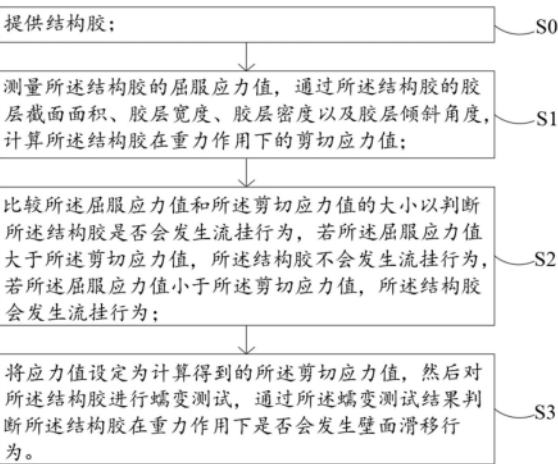 提供结构胶；
S0
测量所述结构胶的屈服应力值，通过所述结构胶的胶
层截面面积、胶层宽度、胶层密度以及胶层倾斜角度，
计算所述结构胶在重力作用下的剪切应力值；
S1
比较所述屈服应力值和所述剪切应力值的大小以判断
所述结构胶是否会发生流挂行为，若所述屈服应力值
大于所述剪切应力值，所述结构胶不会发生流挂行为，
若所述屈服应力值小于所述剪切应力值，所述结构胶
会发生流挂行为；
S2
将应力值设定为计算得到的所述剪切应力值，然后对
所述结构胶进行蠕变测试，通过所述蠕变测试结果判
断所述结构胶在重力作用下是否会发生壁面滑移行
为。
S3